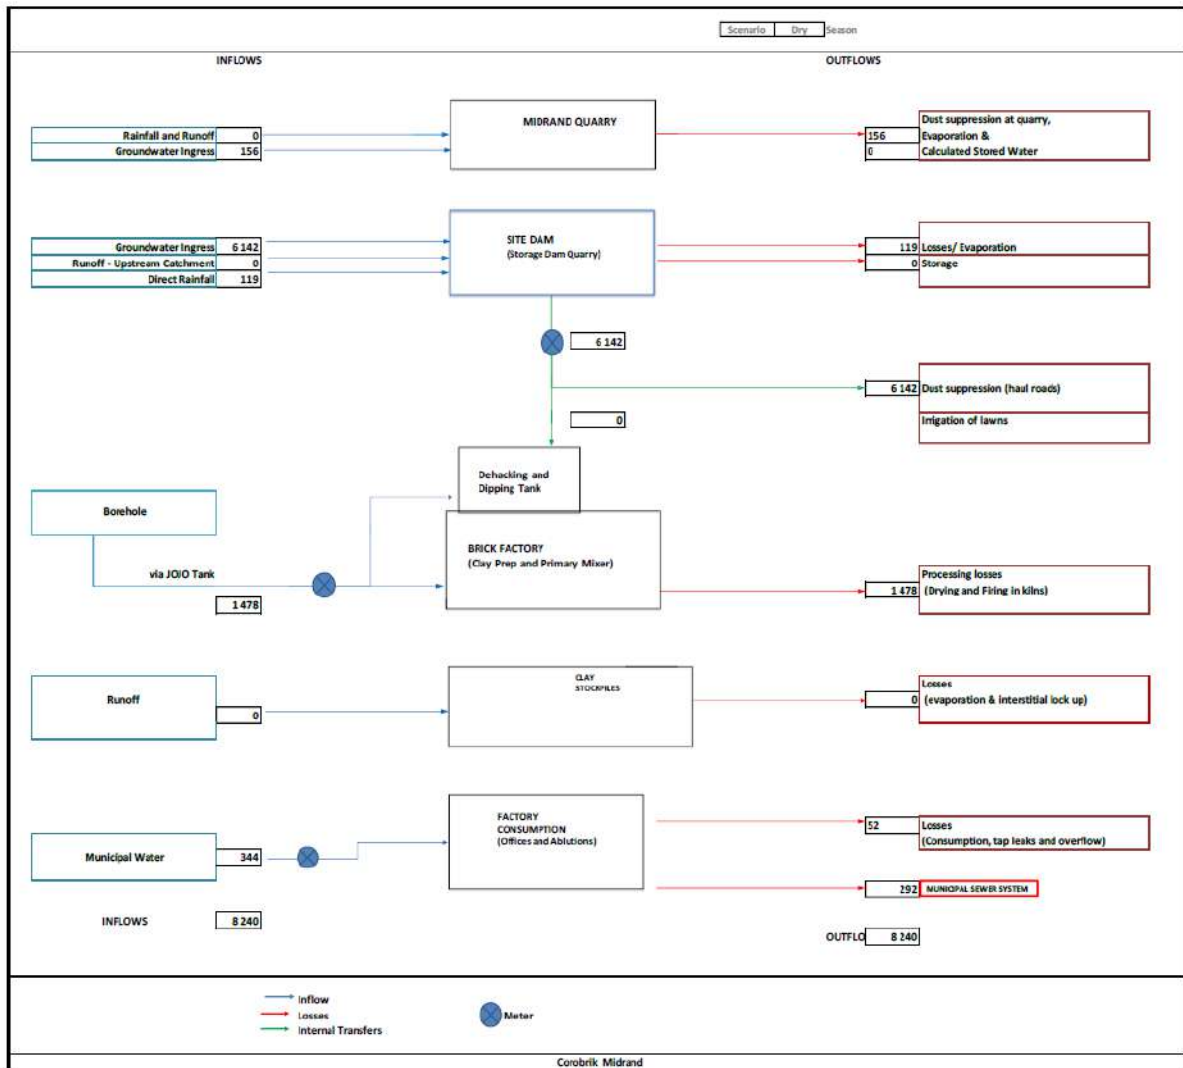 Scenario Dry Season
INFLOWS OUTFLOWS
MIDRAND QUARRY
Rainfall and Runoff 0
Groundwater Ingress 156
Dust suppression at quarry,
156 Evaporation &
0 Calculated Stored Water
SITE DAM
(Storage Dam Quarry)
Groundwater Ingress 6 142
Runoff - Upstream Catchment 0
Direct Rainfall 119
119 Losses/ Evaporation
0 Storage
6 142
6 142 Dust suppression (haul roads)
Irrigation of lawns
0
Dehacking and
Dipping Tank
Borehole
BRICK FACTORY
(Clay Prep and Primary Mixer)
via JOJO Tank
1 478
Processing losses
1 478 (Drying and Firing in kilns)
CLAY
STOCKPILES
Runoff
0
Losses
0 (evaporation & interstitial lock up)
FACTORY
CONSUMPTION
(Offices and Ablutions)
Municipal Water 344
52 Losses
(Consumption, tap leaks and overflow)
292 MUNICIPAL SEWER SYSTEM
INFLOWS 8 240
OUTFLO 8 240
Inflow
Losses
Internal Transfers
Meter
Corobrik Midrand